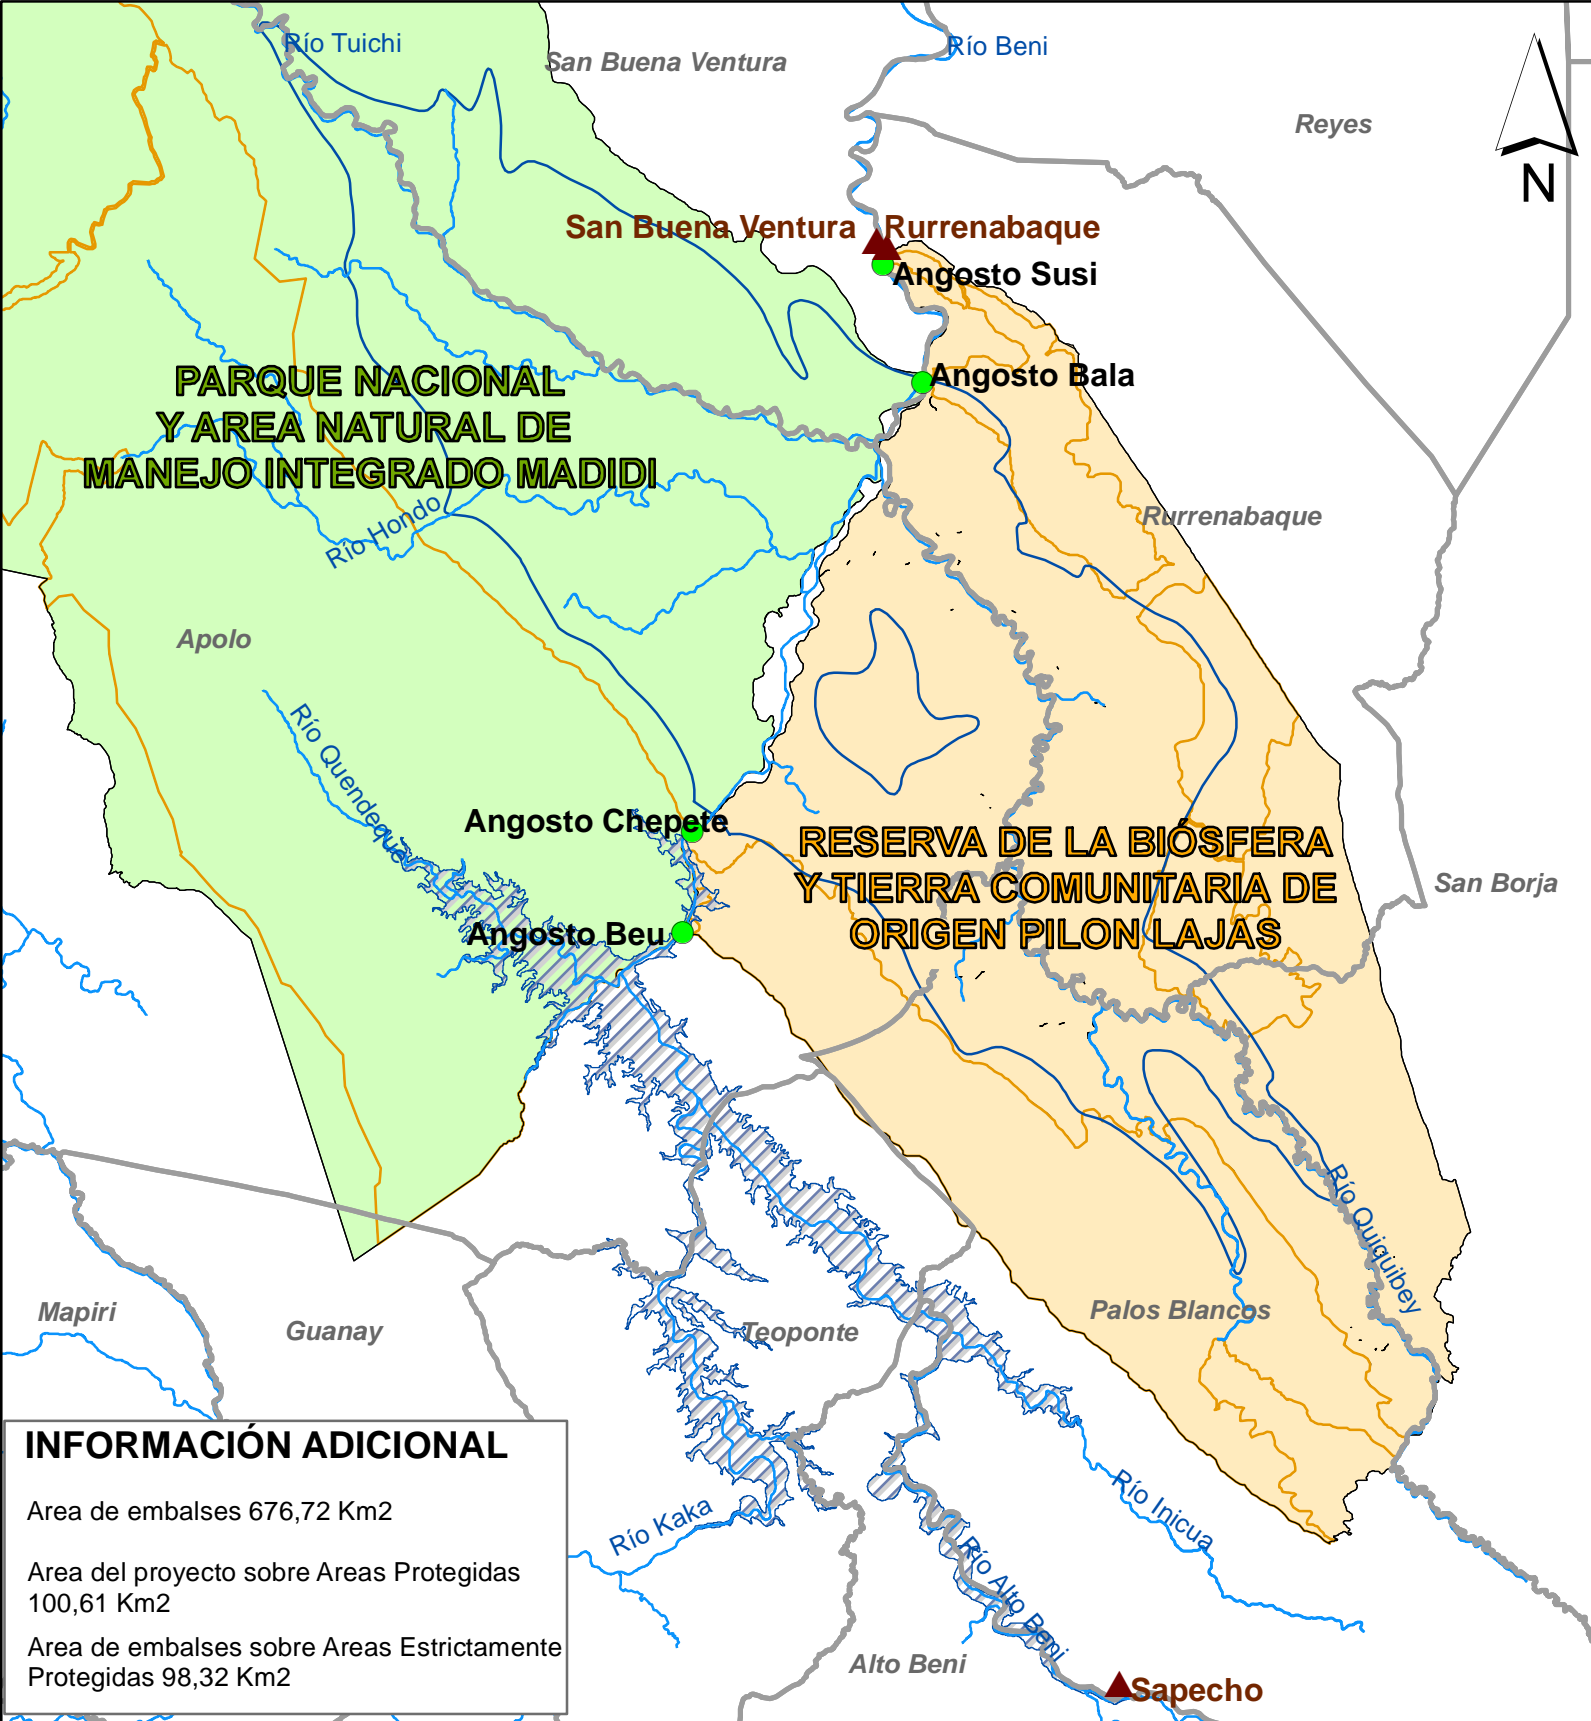 Río Tuichi
San Buena Ventura
Río Beni
Reyes
N
San Buena Ventura
Rurrenabaque
Angosto Susi
Angosto Bala
PARQUE NACIONAL
Y AREA NATURAL DE
MANEJO INTEGRADO MADIDI
Río Hondo
Rurrenabaque
Apolo
Río Quendeque
Angosto Chepete
RESERVA DE LA BIÓSFERA
Y TIERRA COMUNITARIA DE
ORIGEN PILON LAJAS
San Borja
Angosto Beu
Río Quiquibey
Mapiri
Guanay
Teoponte
Palos Blancos
INFORMACIÓN ADICIONAL
Area de embalses 676,72 Km2
Area del proyecto sobre Areas Protegidas
100,61 Km2
Area de embalses sobre Areas Estrictamente
Protegidas 98,32 Km2
Río Kaka
Río Inicua
Río Alto Beni
Alto Beni
Sapecho